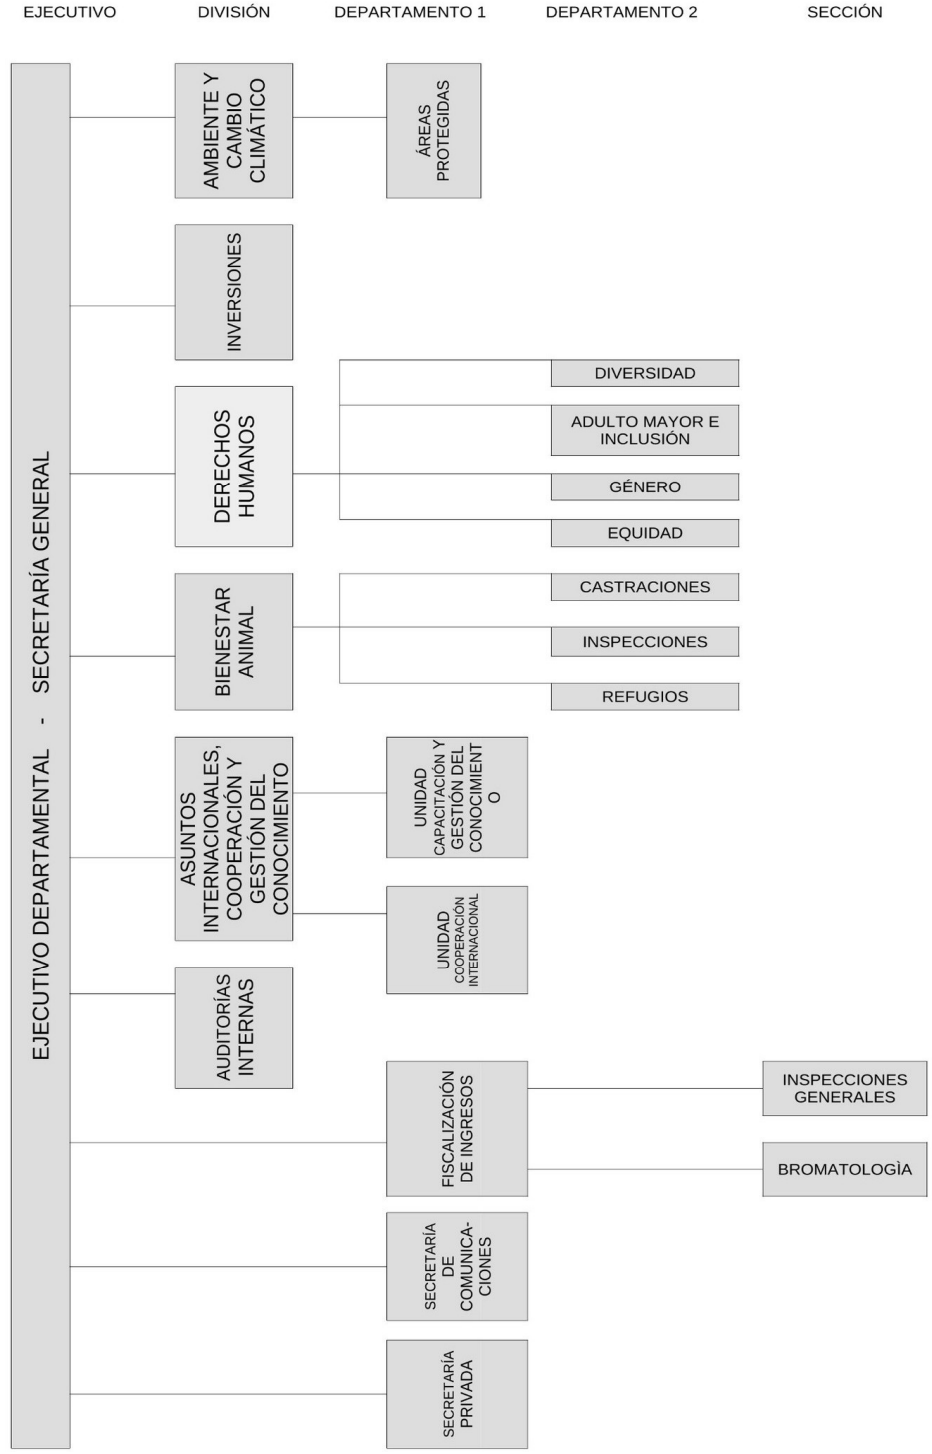 EJECUTIVO DIVISIÓN DEPARTAMENTO 1 DEPARTAMENTO 2 SECCIÓN
EJECUTIVO DEPARTAMENTAL - SECRETARÍA GENERAL
AMBIENTE Y
CAMBIO
CLIMÁTICO
ÁREAS
PROTEGIDAS
INVERSIONES
DERECHOS
HUMANOS
DIVERSIDAD
ADULTO MAYOR E
INCLUSIÓN
GÉNERO
EQUIDAD
BIENESTAR
ANIMAL
CASTRACIONES
INSPECCIONES
REFUGIOS
ASUNTOS
INTERNACIONALES,
COOPERACIÓN Y
GESTIÓN DEL
CONOCIMIENTO
UNIDAD
CAPACITACIÓN Y
GESTIÓN DEL
CONOCIMIENT
O
UNIDAD
COOPERACIÓN
INTERNACIONAL
AUDITORÍAS
INTERNAS
FISCALIZACIÓN
DE INGRESOS
INSPECCIONES
GENERALES
BROMATOLOGÌA
SECRETARÍA
DE
COMUNICA-
CIONES
SECRETARÍA
PRIVADA